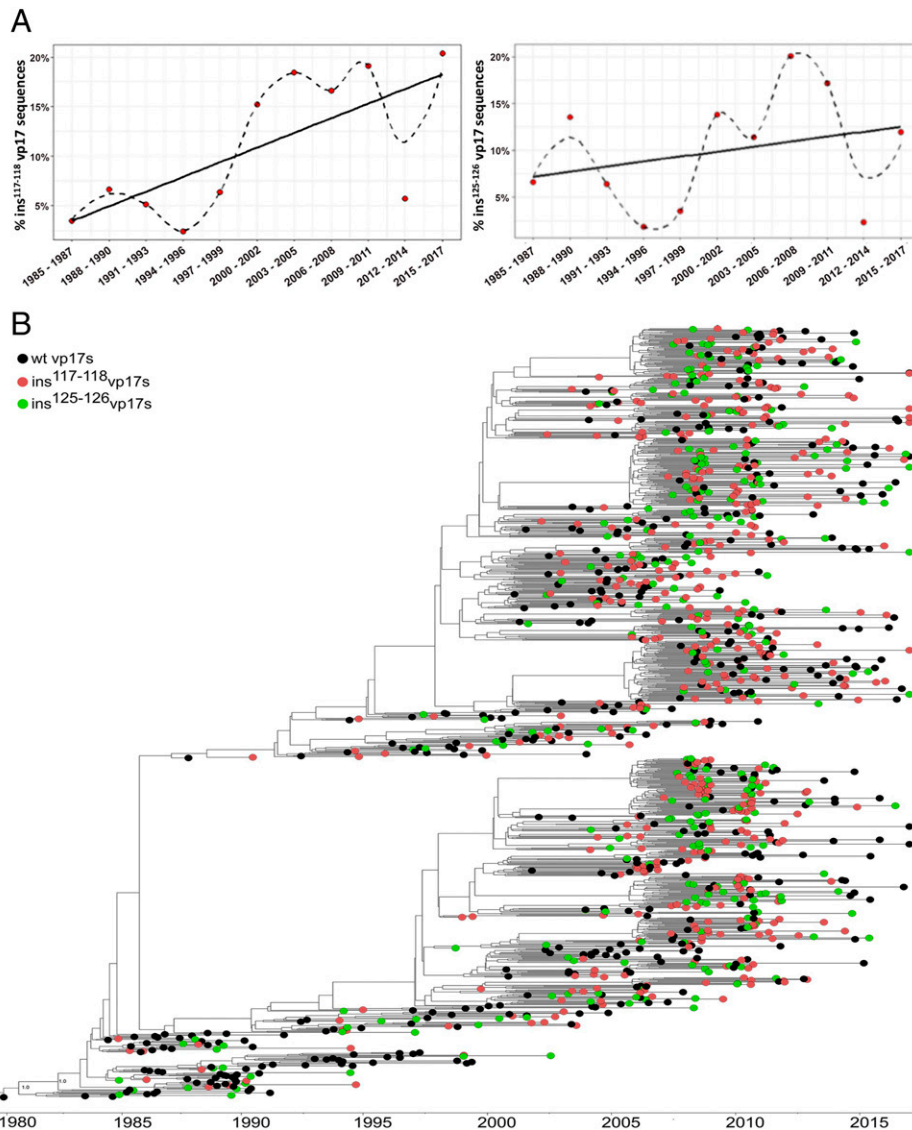 A
% ins117-118 vp17 sequences
20%
15%
10%
5%
1985 - 1987
1988 - 1990
1991 - 1993
1994 - 1996
1997 - 1999
2000 - 2002
2003 - 2005
2006 - 2008
2009 - 2011
2012 - 2014
2015 - 2017
% ins125-126 vp17 sequences
20%
15%
10%
5%
1985 - 1987
1988 - 1990
1991 - 1993
1994 - 1996
1997 - 1999
2000 - 2002
2003 - 2005
2006 - 2008
2009 - 2011
2012 - 2014
2015 - 2017
B
wt vp17s
ins117-118vp17s
ins125-126vp17s
1.0
1.0
1980 1985 1990 1995 2000 2005 2010 2015